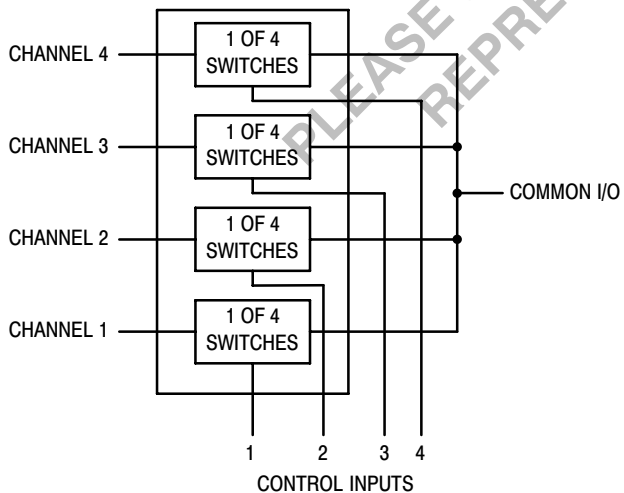 PLEASE
CHANNEL 4
1 OF 4
SWITCHES
CHANNEL 3
1 OF 4
SWITCHES
COMMON I/O
CHANNEL 2
1 OF 4
SWITCHES
CHANNEL 1
1 OF 4
SWITCHES
1 2 3 4
CONTROL INPUTS